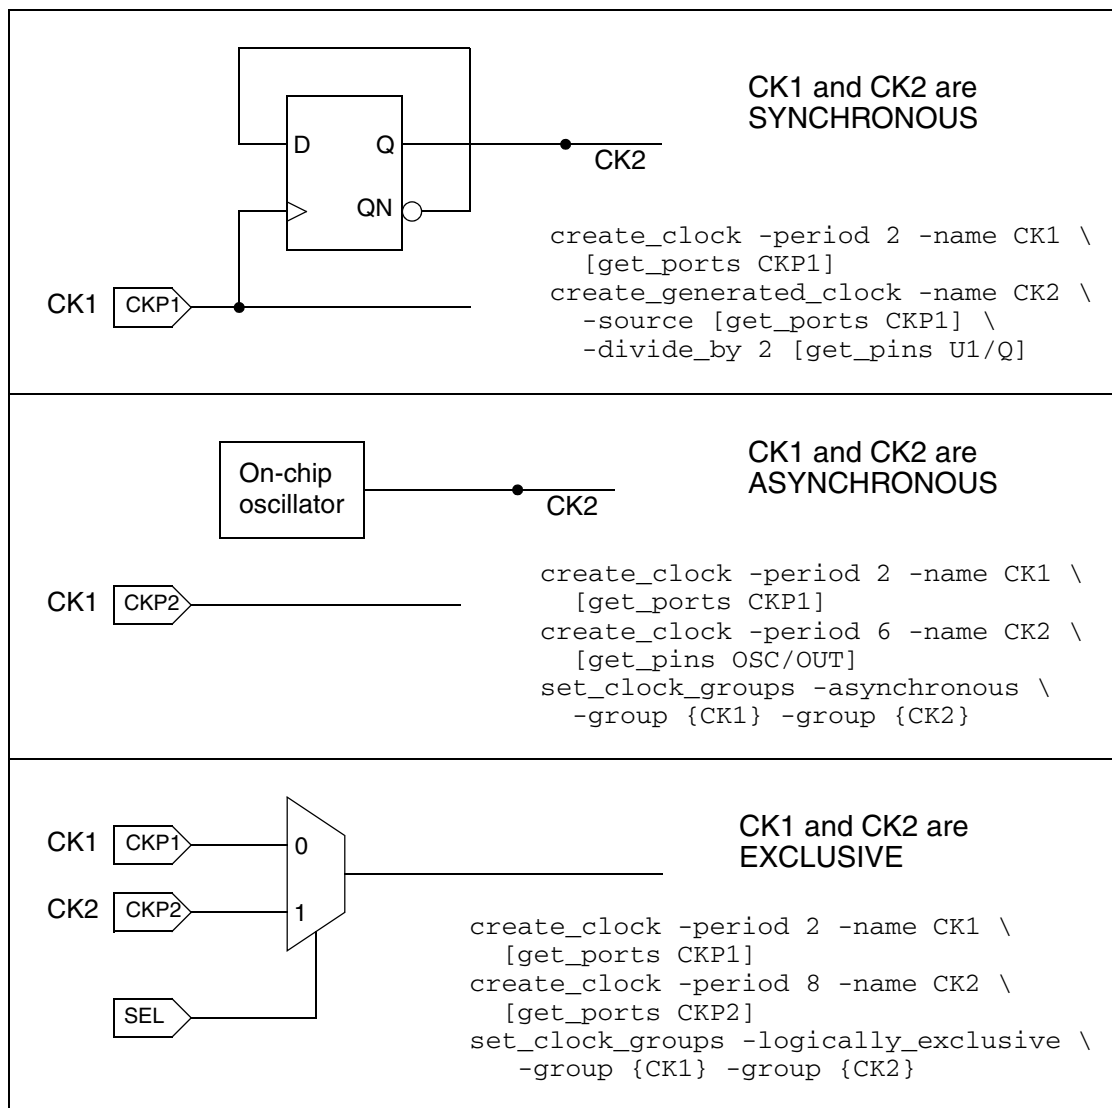 CK1 and CK2 are
SYNCHRONOUS
D
Q
CK2
QN
create_clock -period 2 -name CK1 \
[get_ports CKP1]
create_generated_clock -name CK2 \
-source [get_ports CKP1] \
-divide_by 2 [get_pins U1/Q]
CK1
CKP1
CK1 and CK2 are
ASYNCHRONOUS
On-chip
oscillator
CK2
create_clock -period 2 -name CK1 \
[get_ports CKP1]
create_clock -period 6 -name CK2 \
[get_pins OSC/OUT]
set_clock_groups -asynchronous \
-group {CK1} -group {CK2}
CK1
CKP2
CK1 and CK2 are
EXCLUSIVE
CK1
CKP1
0
CK2
CKP2
1
SEL
create_clock -period 2 -name CK1 \
[get_ports CKP1]
create_clock -period 8 -name CK2 \
[get_ports CKP2]
set_clock_groups -logically_exclusive \
-group {CK1} -group {CK2}